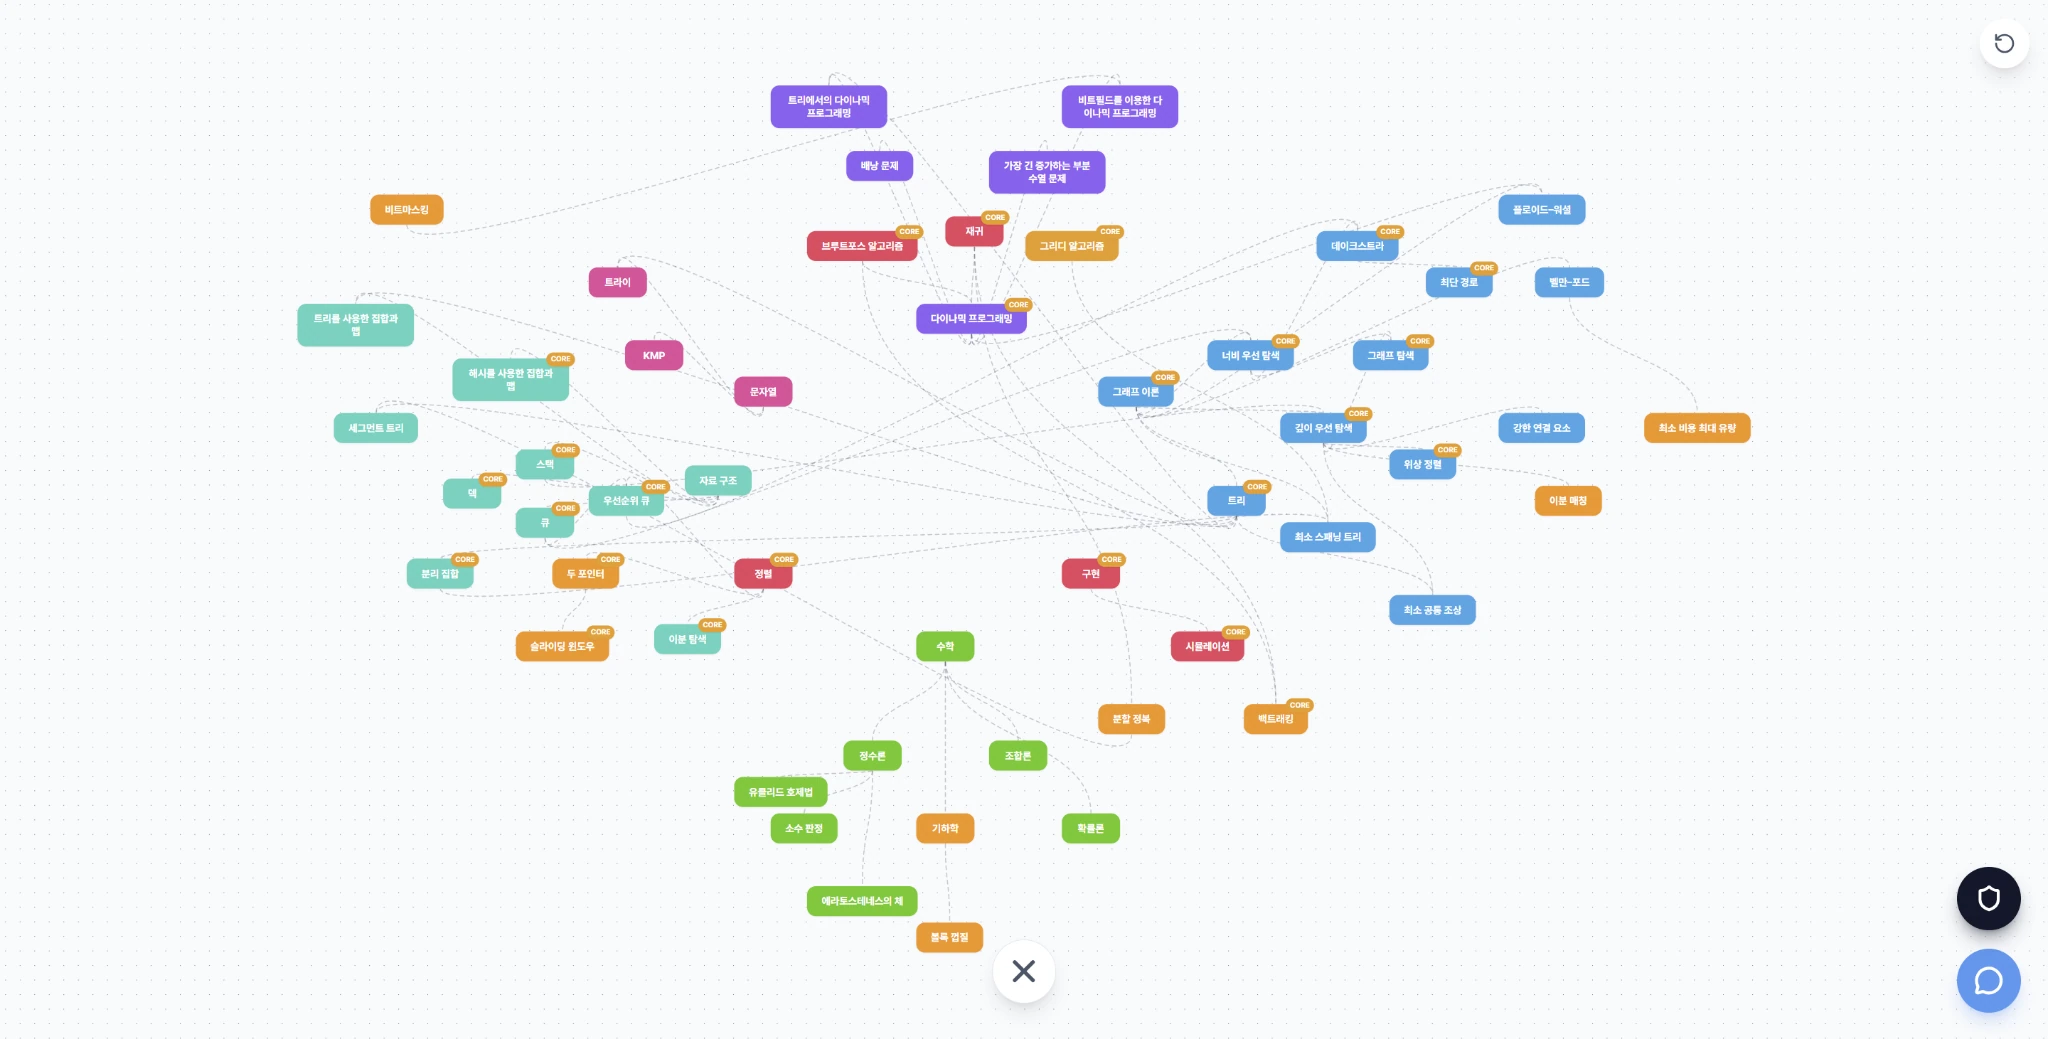 트리에서의 다이나믹
프로그래밍
비트필드를 이용한 다
이나믹 프로그래밍
배낭 문제
가장 긴 증가하는 부분
수열 문제
비트마스킹
플로이드–워셜
CORE
재귀
CORE
브루트포스 알고리즘
CORE
그리디 알고리즘
CORE
데이크스트라
트라이
CORE
최단 경로
벨만–포드
트리를 사용한 집합과
맵
CORE
다이나믹 프로그래밍
KMP
CORE
너비 우선 탐색
CORE
그래프 탐색
CORE
해시를 사용한 집합과
맵
문자열
CORE
그래프 이론
세그먼트 트리
CORE
깊이 우선 탐색
강한 연결 요소
최소 비용 최대 유량
CORE
스택
CORE
위상 정렬
자료 구조
CORE
덱
CORE
우선순위 큐
CORE
트리
이분 매칭
CORE
큐
최소 스패닝 트리
CORE
분리 집합
CORE
두 포인터
CORE
정렬
CORE
구현
최소 공통 조상
CORE
슬라이딩 윈도우
CORE
이분 탐색
수학
CORE
시뮬레이션
분할 정복
CORE
백트래킹
정수론
조합론
유클리드 호제법
소수 판정
기하학
확률론
에라토스테네스의 체
볼록 껍질